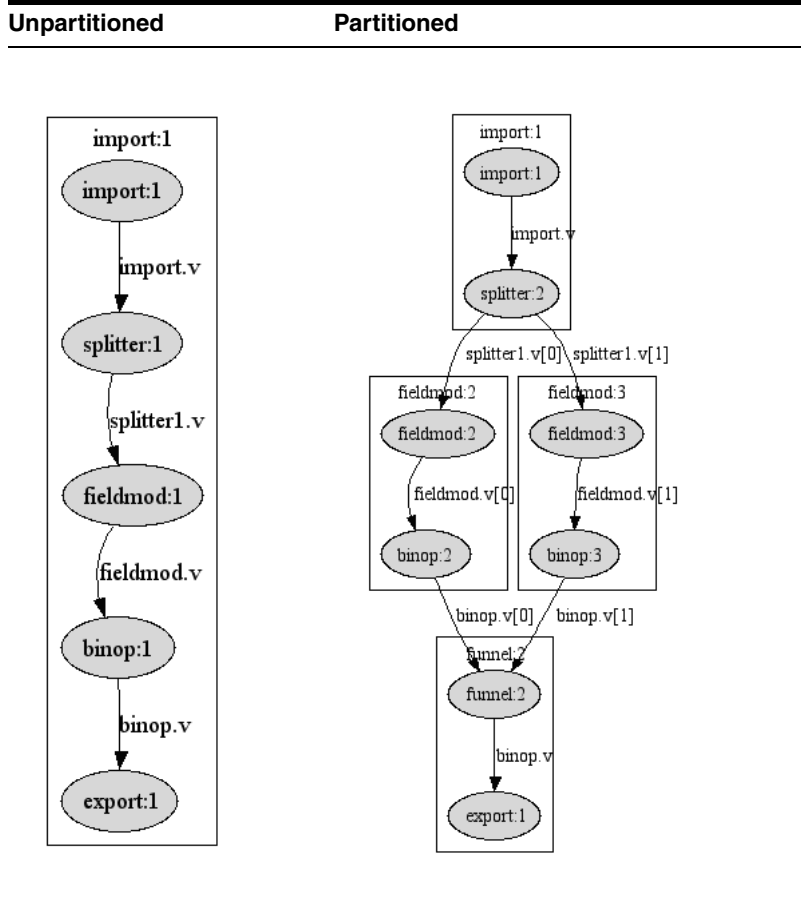 Unpartitioned Partitioned
import:1
import:1
import.v
splitter:1
splitter1.v
fieldmod:1
fieldmod.v
binop:1
binop.v
export:1
import:1
import:1
import.v
splitter:2
splitter1.v[0] splitter1.v[1]
fieldmod:2 fieldmod:3
fieldmod:2 fieldmod:3
fieldmod.v[0] fieldmod.v[1]
binop:2 binop:3
binop.v[0] binop.v[1]
funnel:2
funnel:2
binop.v
export:1